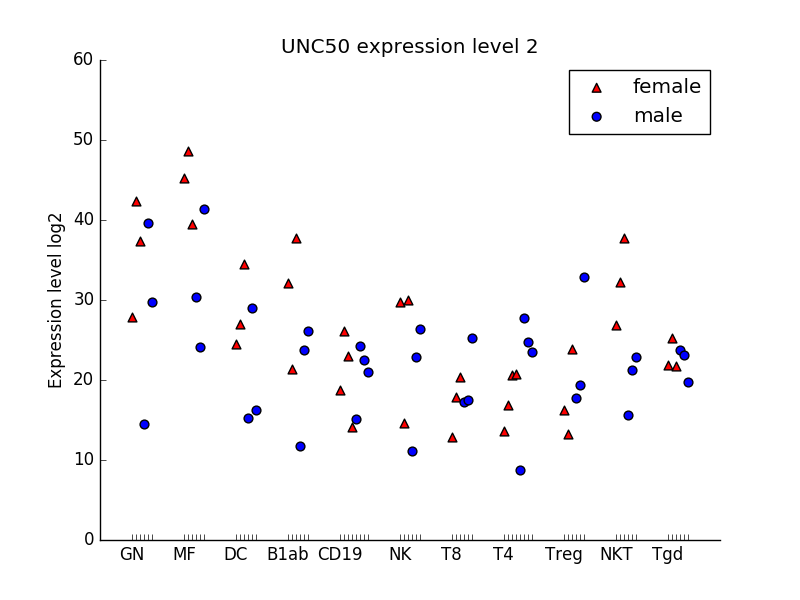 UNC50 expression level 2
female
male
Expression level log2
60
50
40
30
20
10
0
GN MF DC B1ab CD19 NK T8 T4 Treg NKT Tgd